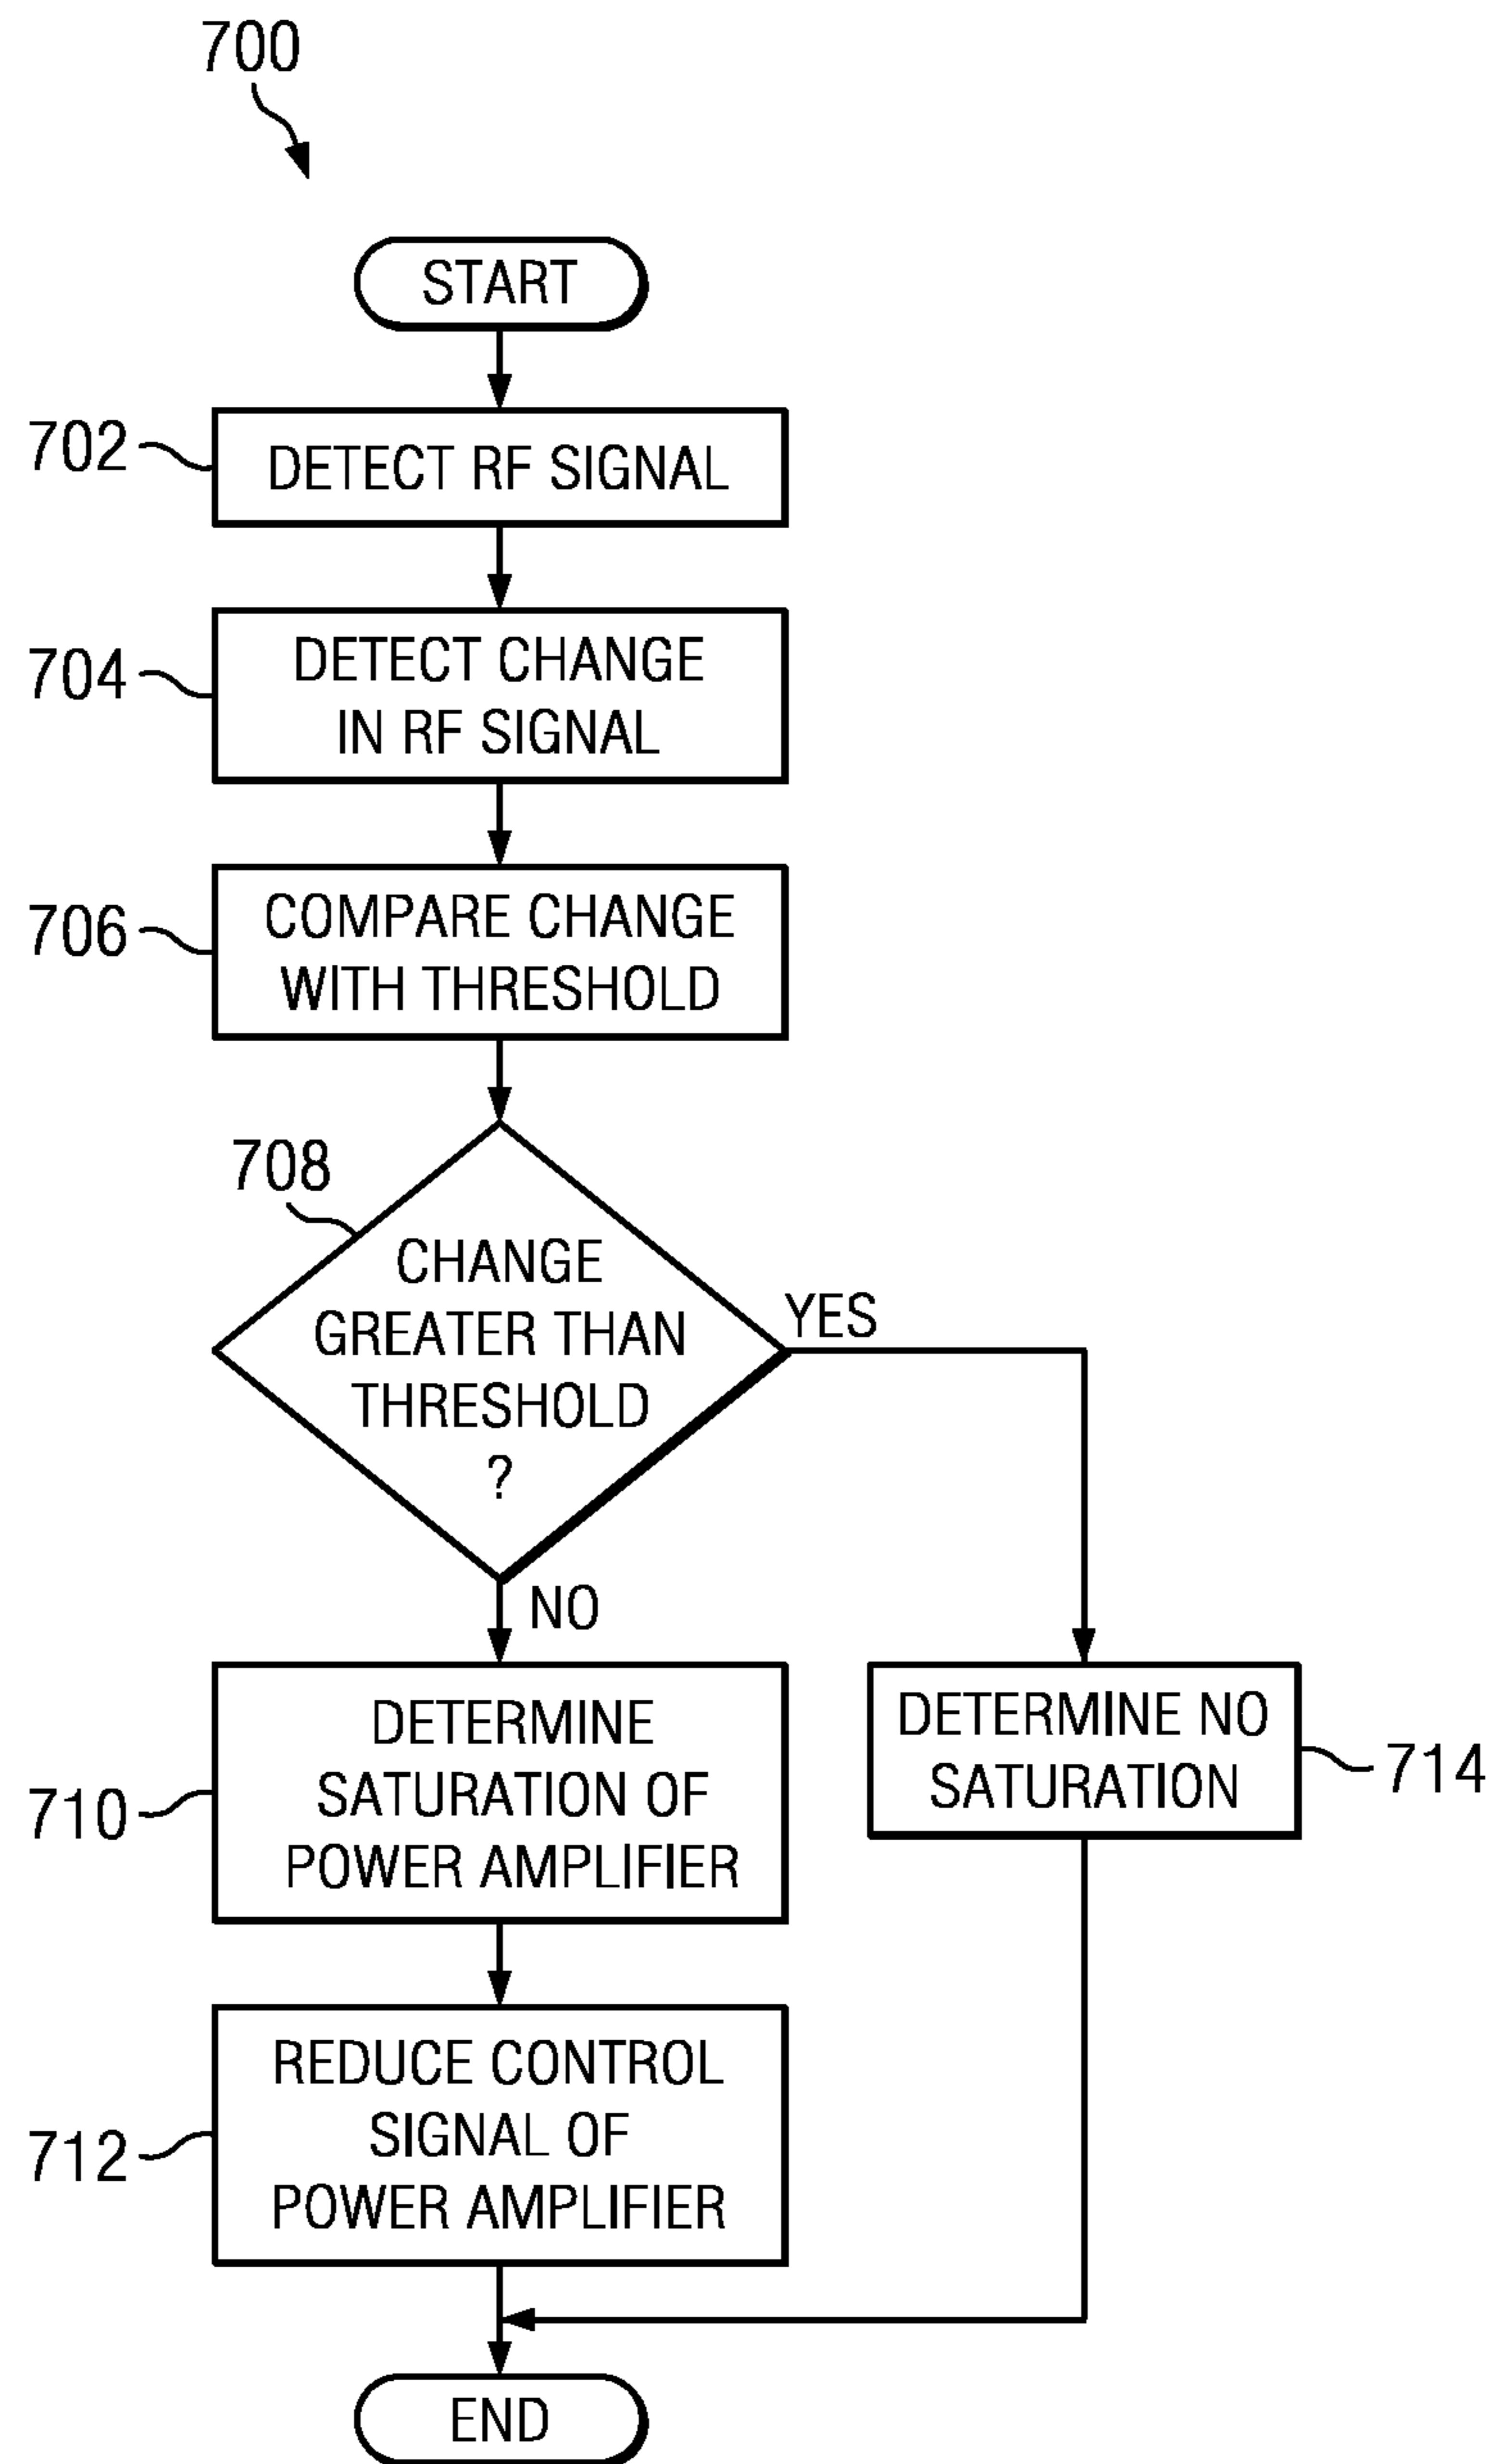 700
START
702
DETECT RF SIGNAL
704
DETECT CHANGE
IN RF SIGNAL
706
COMPARE CHANGE
WITH THRESHOLD
708
CHANGE
GREATER THAN
THRESHOLD
?
YES
NO
710
DETERMINE
SATURATION OF
POWER AMPLIFIER
DETERMINE NO
SATURATION
714
712
REDUCE CONTROL
SIGNAL OF
POWER AMPLIFIER
END